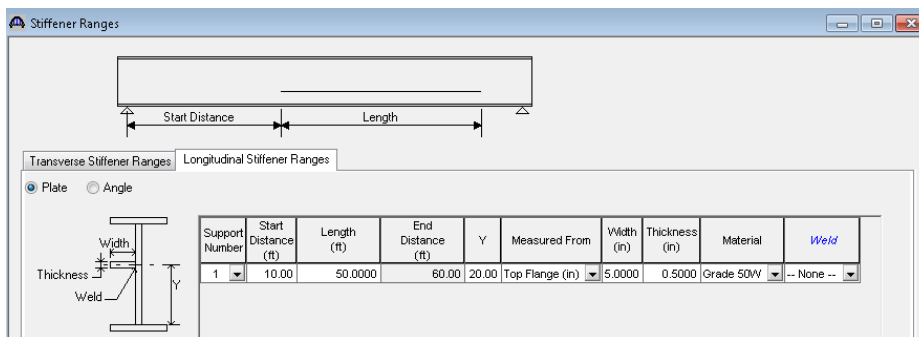 Stiffener Ranges
Start Distance
Length
Transverse Stiffener Ranges
Longitudinal Stiffener Ranges
Plate
Angle
Width
Thickness
Weld
Y
Support Number
Start Distance (ft)
Length (ft)
End Distance (ft)
Y
Measured From
Width (in)
Thickness (in)
Material
Weld
1 10.00 50.0000 60.00 20.00 Top Flange (in) 5.0000 0.5000 Grade 50W -- None --